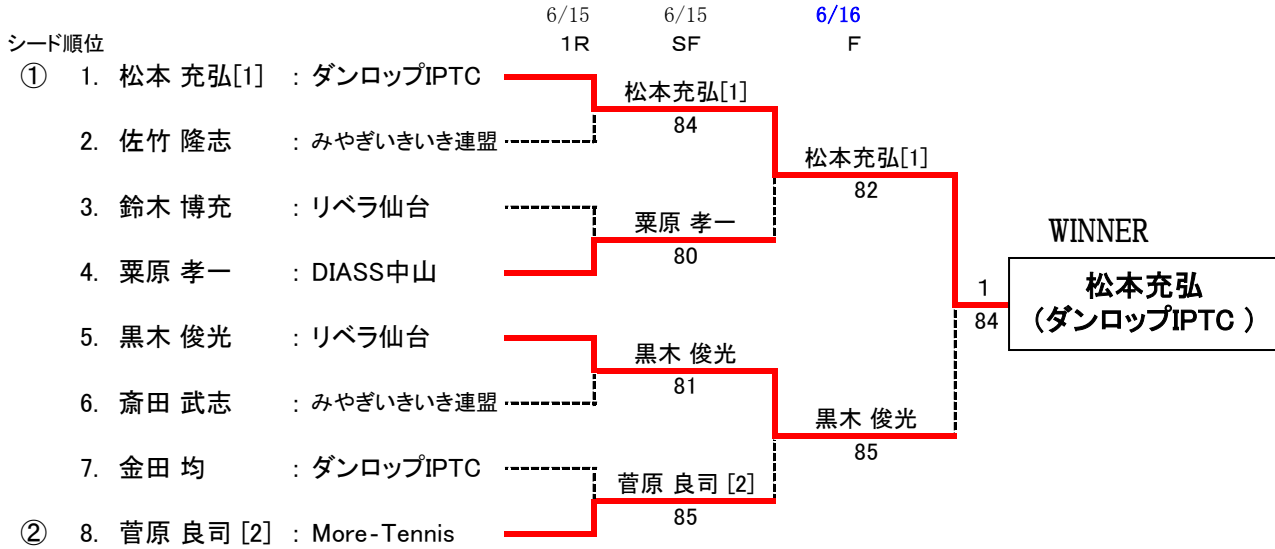 6/15 6/15 6/16
シード順位 1R SF F
① 1. 松本 充弘[1] : ダンロップIPTC
松本充弘[1]
84
2. 佐竹 隆志 : みやぎいきいき連盟
松本充弘[1]
82
3. 鈴木 博充 : リベラ仙台
粟原 孝一
80
4. 粟原 孝一 : DIASS中山
WINNER
1
84
松本充弘
(ダンロップIPTC )
5. 黒木 俊光 : リベラ仙台
黒木 俊光
81
6. 斎田 武志 : みやぎいきいき連盟
黒木 俊光
85
7. 金田 均 : ダンロップIPTC
菅原 良司 [2]
85
② 8. 菅原 良司 [2] : More-Tennis